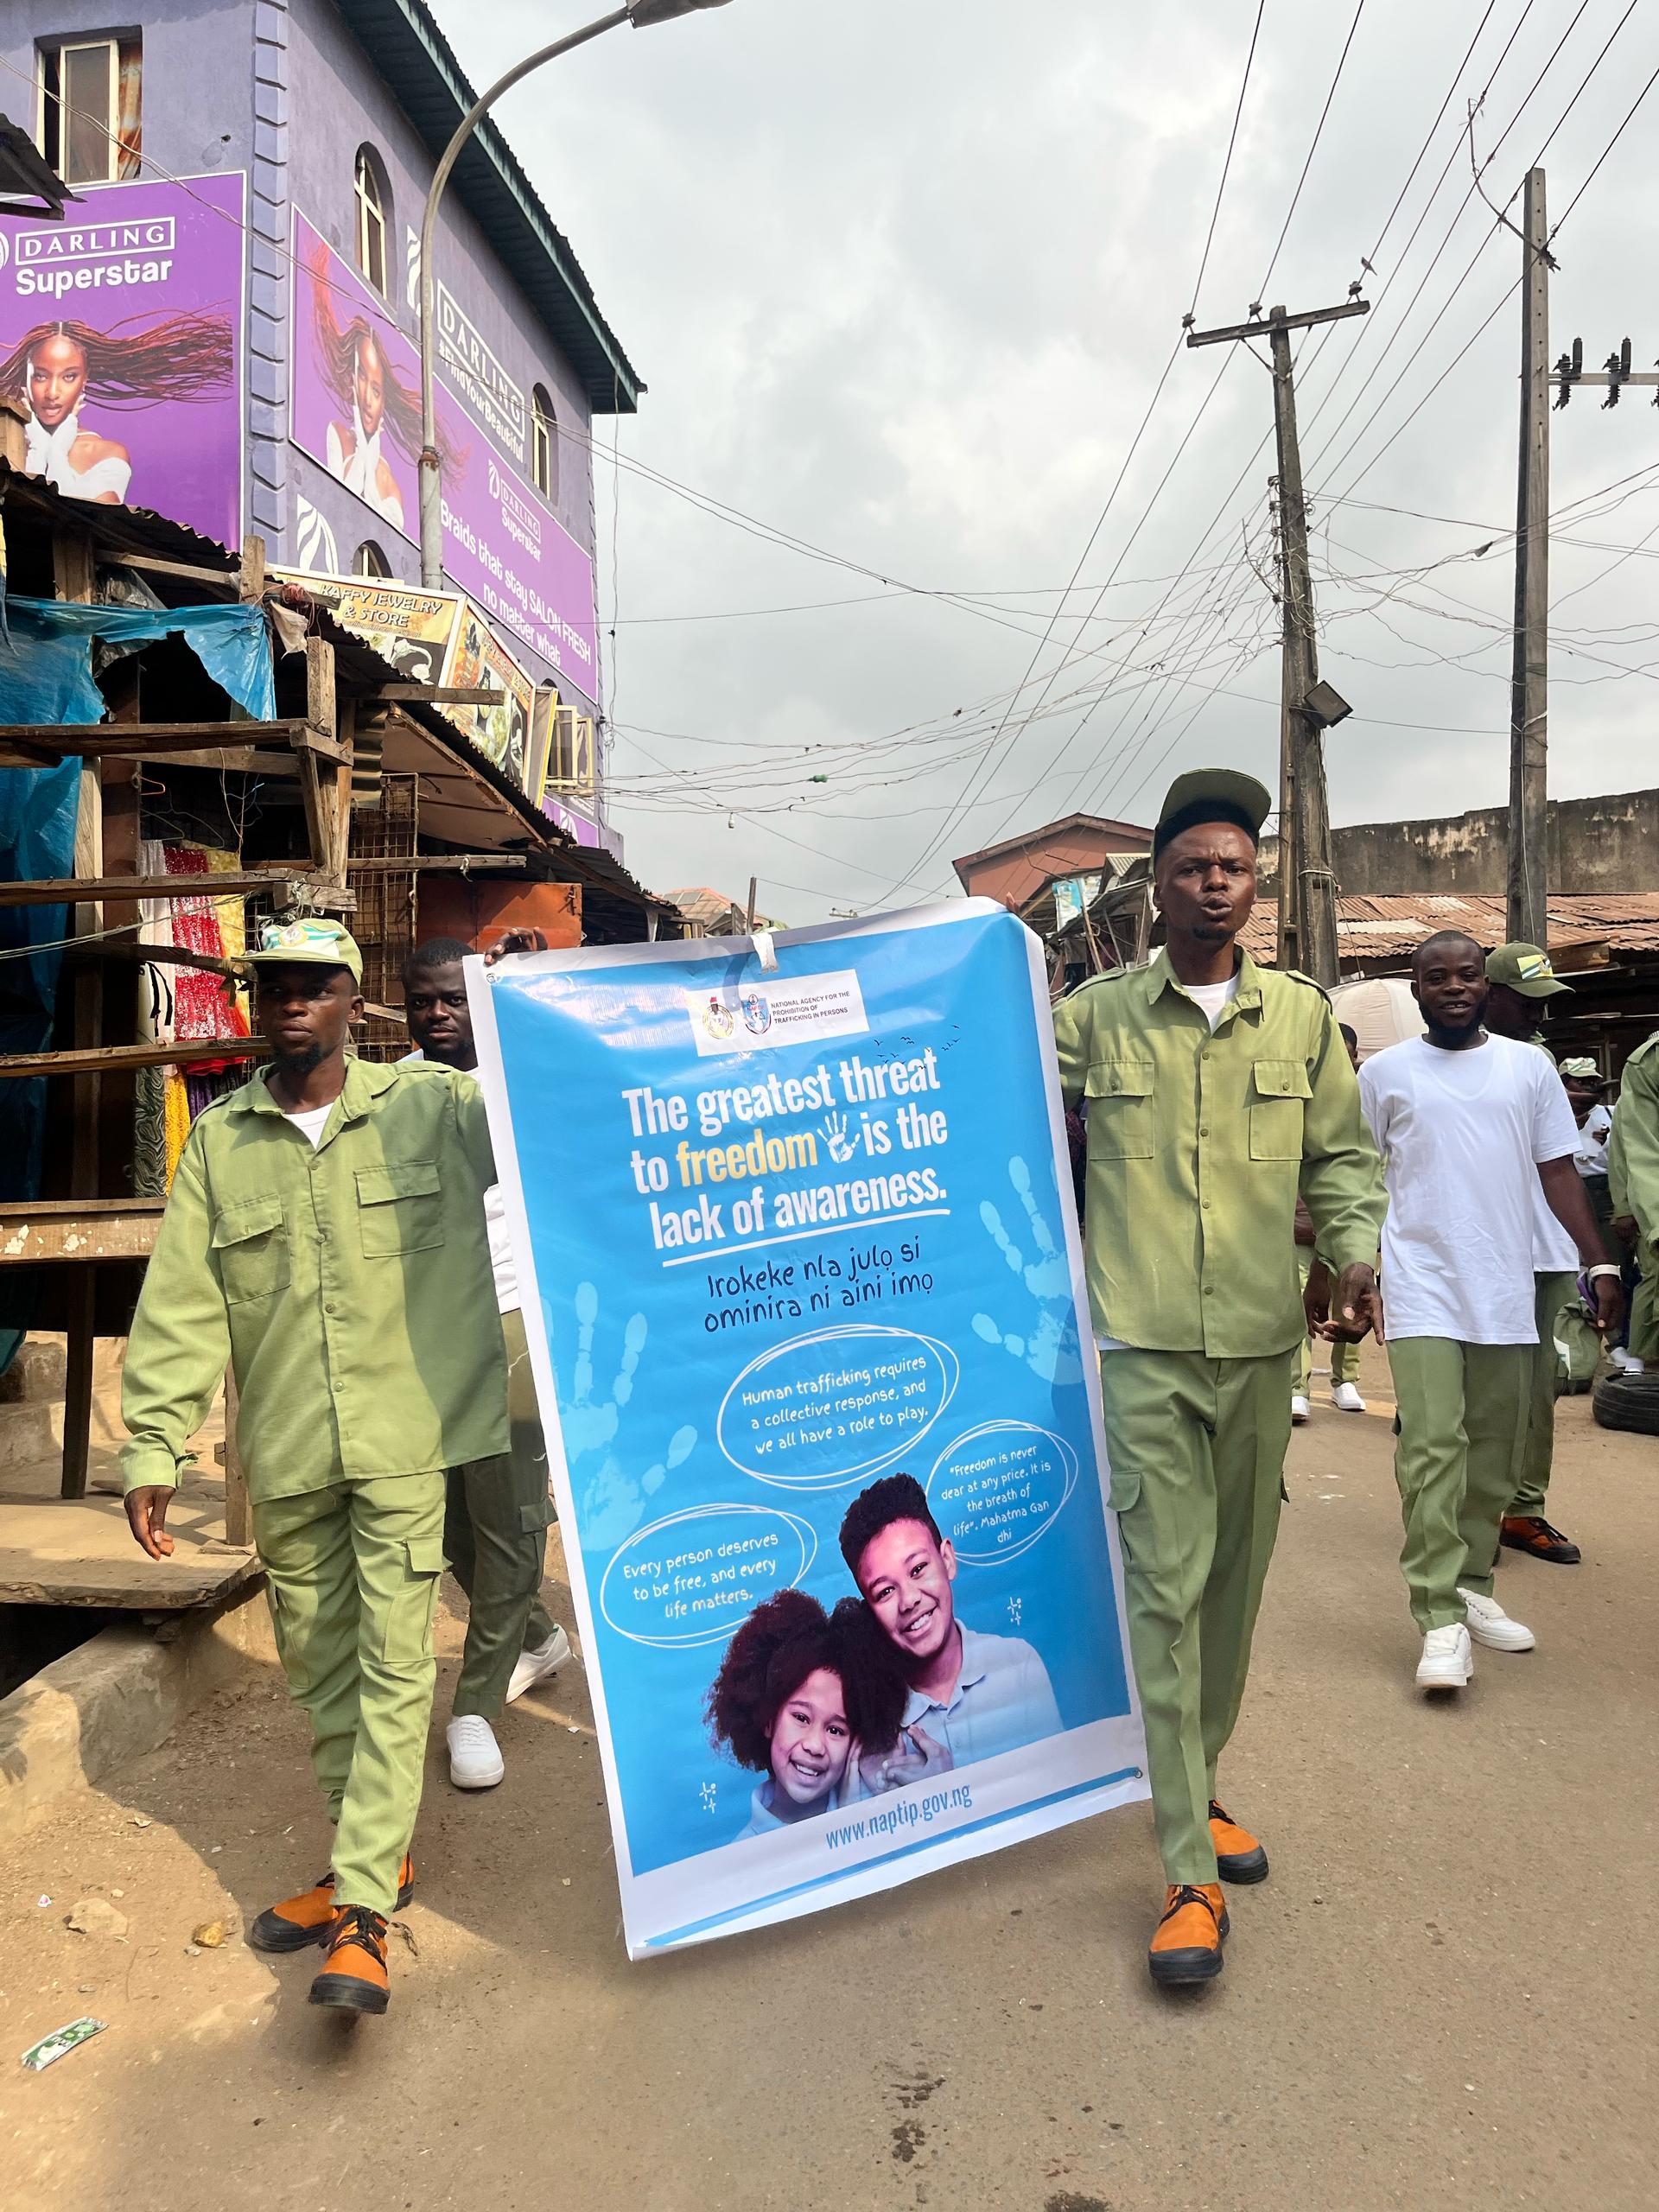 DARLING
Superstar
DARLING
#FindYourBeautiful
DARLING
Superstar
Braids that stay SALON FRESH
no matter what
KAFFY JEWELRY
& STORE
NATIONAL AGENCY FOR THE
PROHIBITION OF
TRAFFICKING IN PERSONS
The greatest threat
to freedom is the
lack of awareness.
Irokeke nla julọ si
ominira ni aini imọ
Human trafficking requires
a collective response, and
we all have a role to play.
"Freedom is never
dear at any price. It is
the breath of
life". Mahatma Gan
dhi
Every person deserves
to be free, and every
life matters.
www.naptip.gov.ng